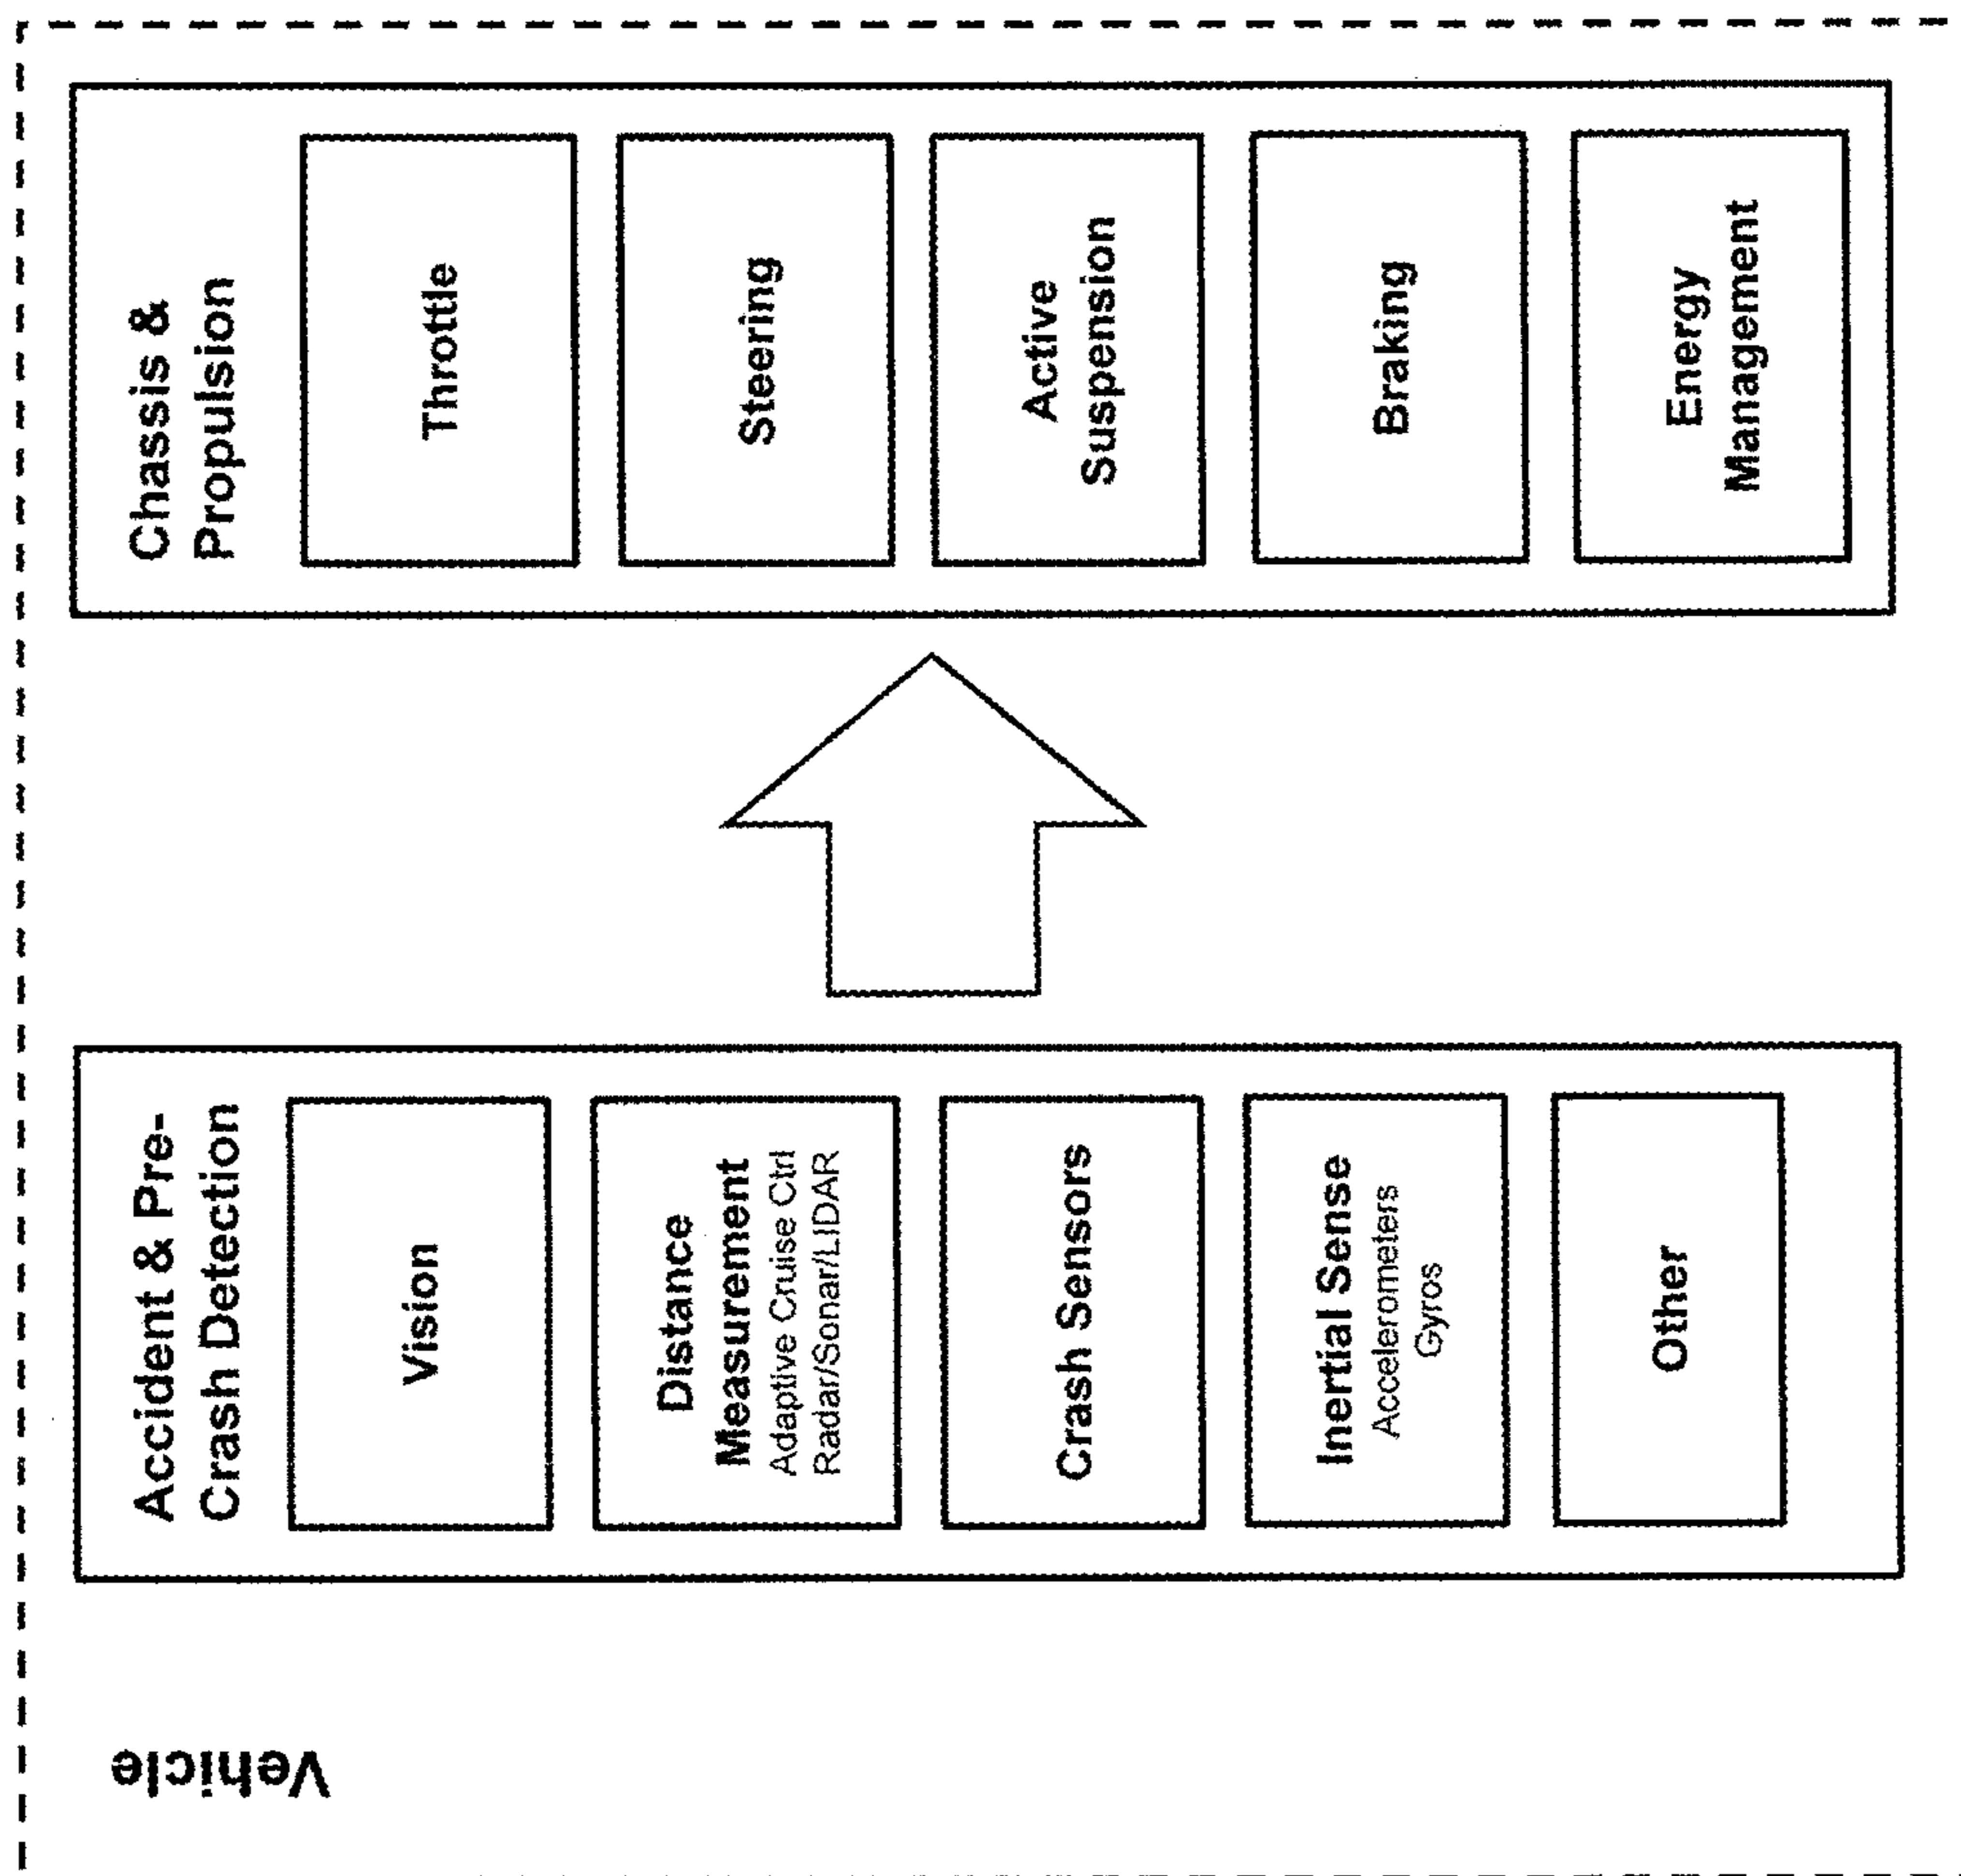 Vehicle
Accident & Pre-
Crash Detection
Vision
Distance
Measurement
Adaptive Cruise Ctrl
Radar/Sonar/LIDAR
Crash Sensors
Inertial Sense
Accelerometers
Gyros
Other
Chassis &
Propulsion
Throttle
Steering
Active
Suspension
Braking
Energy
Management